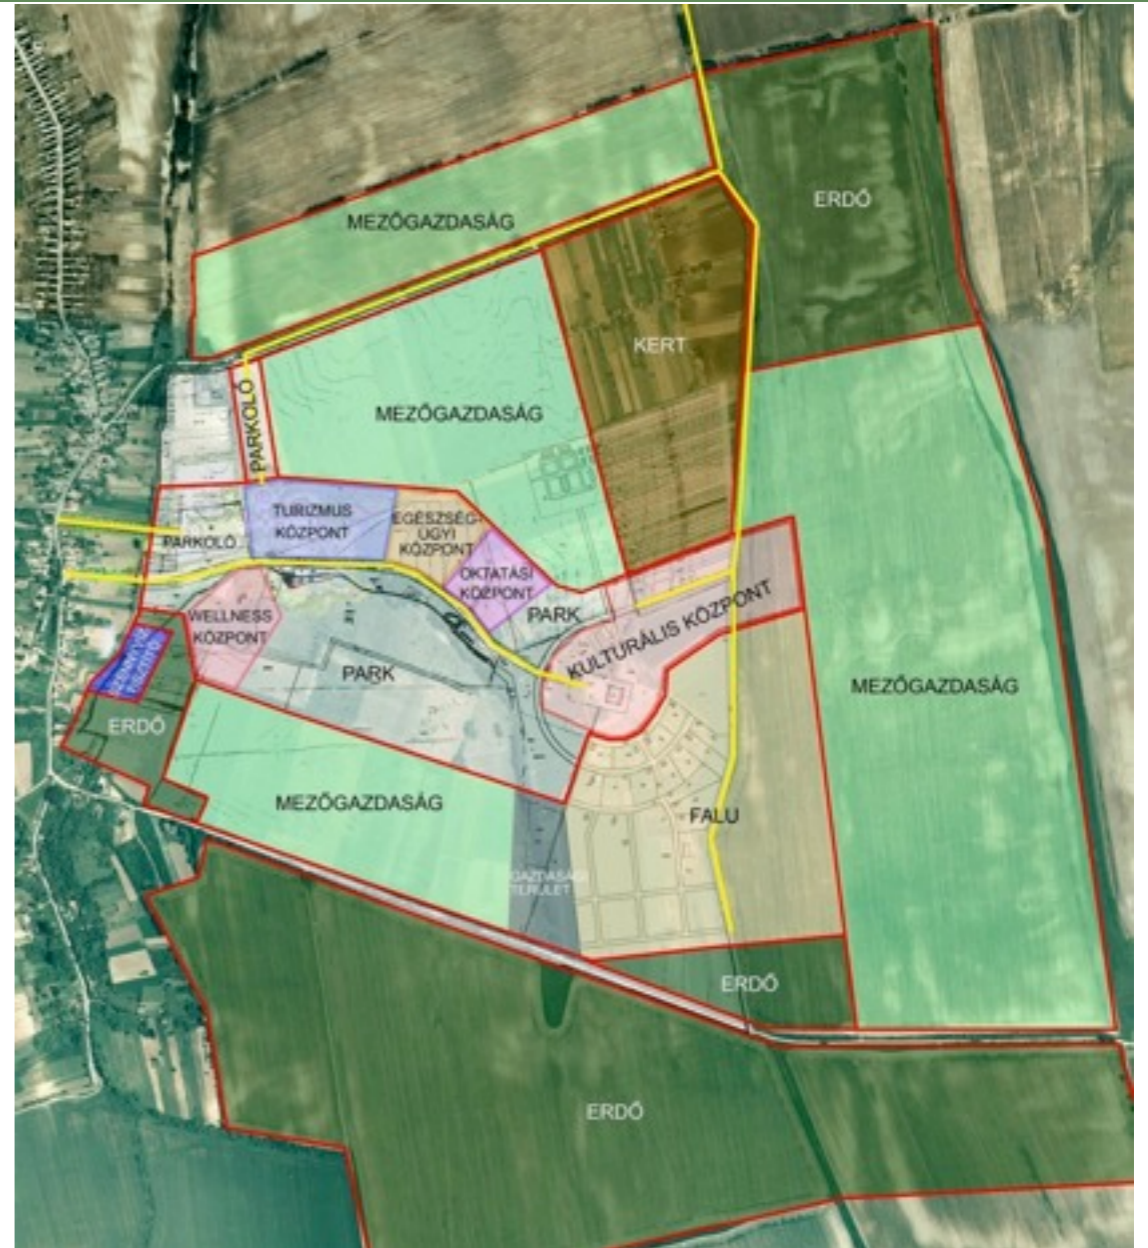 ERDŐ
MEZŐGAZDASÁG
KERT
PARKOLÓ
MEZŐGAZDASÁG
TURIZMUS
KÖZPONT
EGÉSZSÉG-
ÜGYI
KÖZPONT
PARKOLÓ
OKTATÁSI
KÖZPONT
WELLNESS
KÖZPONT
PARK
KULTURÁLIS KÖZPONT
PARK
MEZŐGAZDASÁG
ERDŐ
MEZŐGAZDASÁG
FALU
GAZDASÁGI
TERÜLET
ERDŐ
ERDŐ